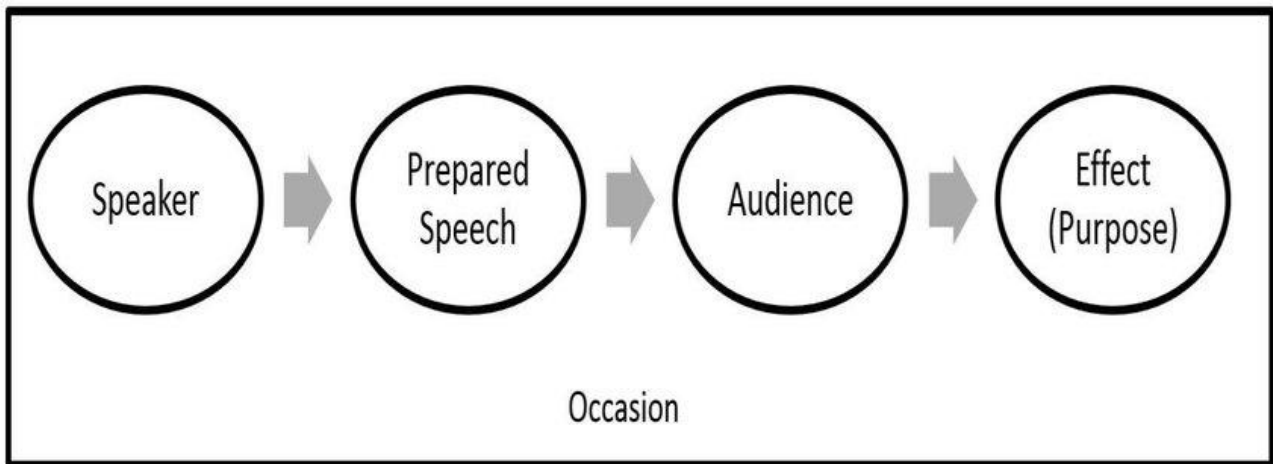 Speaker
Prepared
Speech
Audience
Effect
(Purpose)
Occasion